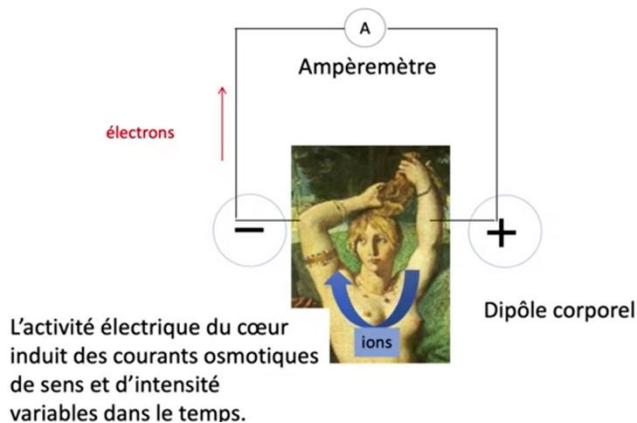 A
Ampèremètre
électrons
−
+
Dipôle corporel
ions
L’activité électrique du cœur
induit des courants osmotiques
de sens et d’intensité
variables dans le temps.